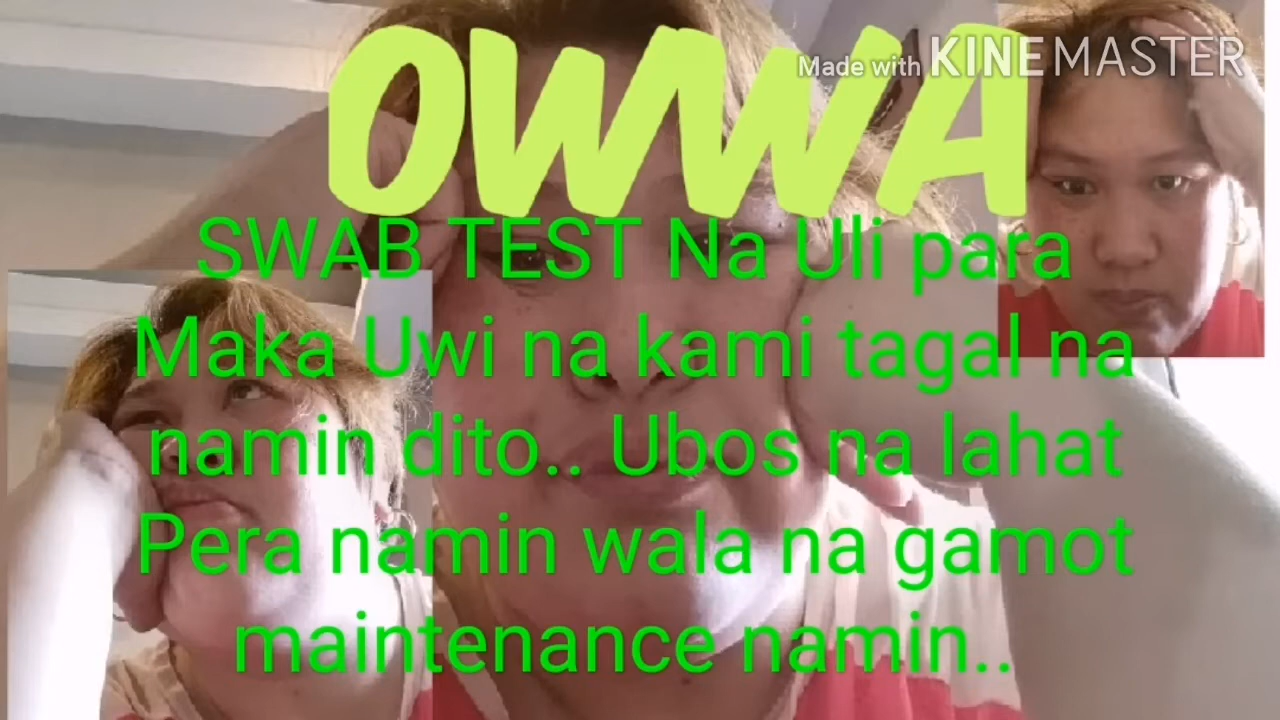 OWWA
Made with KINEMASTER
SWAB TEST Na Uli para
Maka Uwi na kami tagal na
namin dito.. Ubos na lahat
Pera namin wala na gamot
maintenance namin..